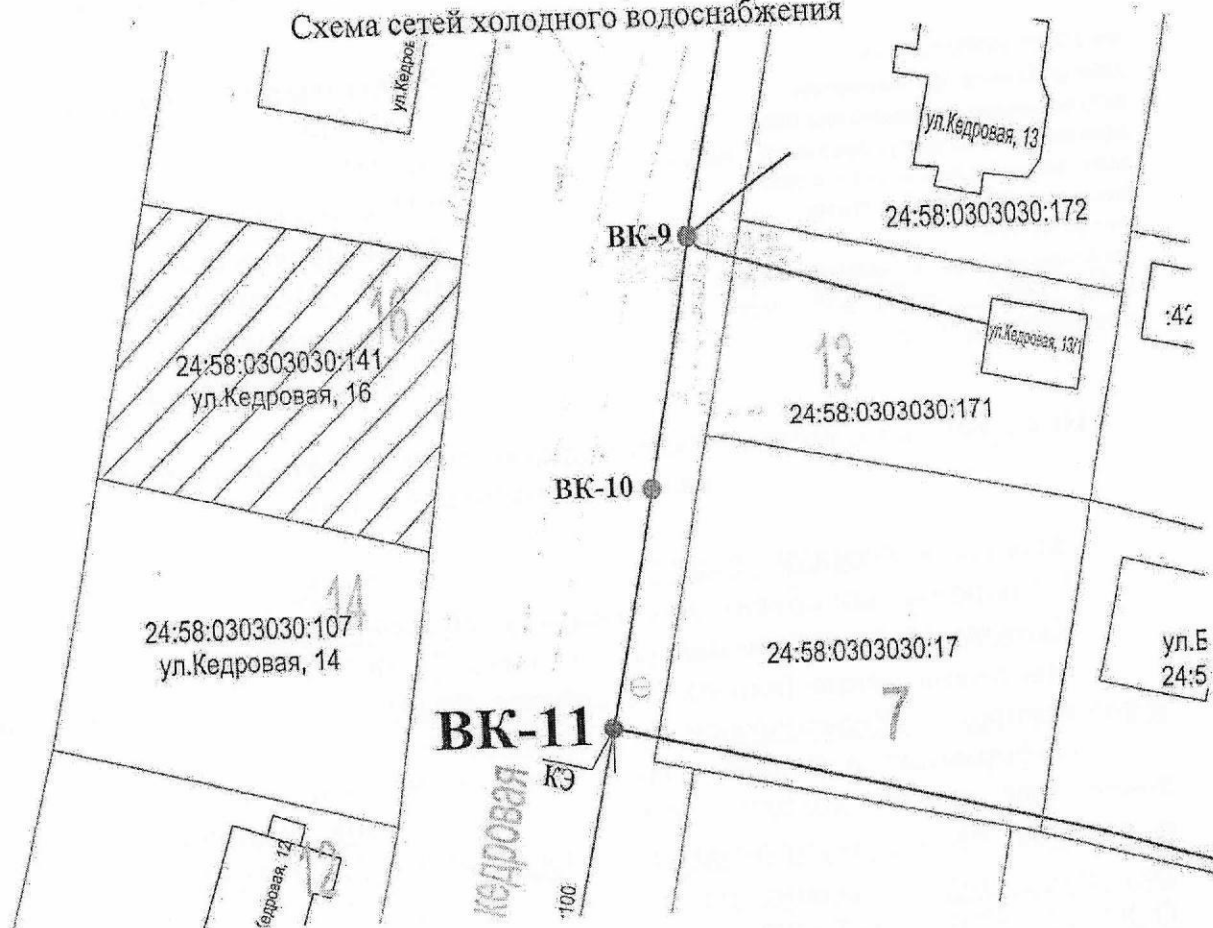 Схема сетей холодного водоснабжения
ул.Кедров
ул.Кедровая, 13
24:58:0303030:172
ВК-9
:42
16
24:58:0303030:141
ул.Кедровая, 16
ул.Кедровая, 13/1
13
24:58:0303030:171
ВК-10
14
24:58:0303030:107
ул.Кедровая, 14
24:58:0303030:17
ул.Б
24:5
7
ВК-11
КЭ
кедровая
100
Кедровая, 12
12